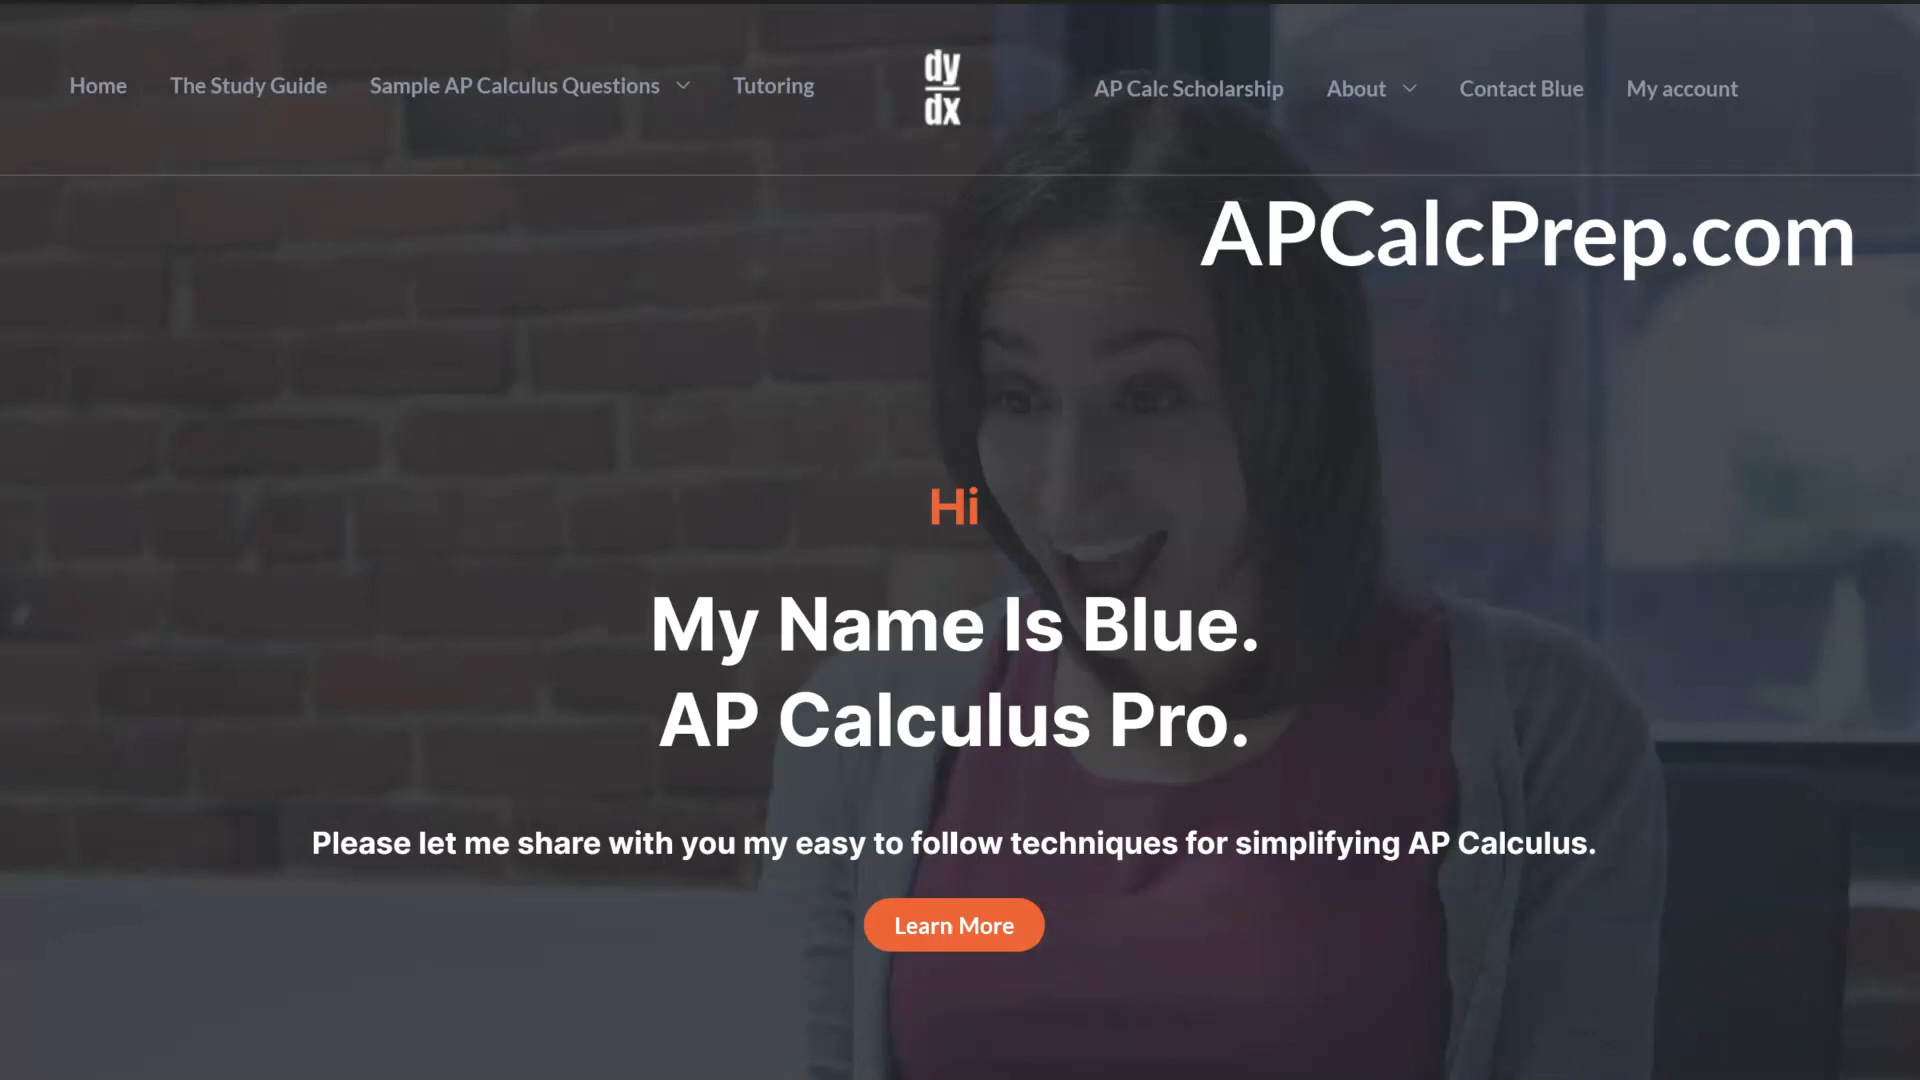 Home
The Study Guide
Sample AP Calculus Questions
Tutoring
dy
dx
AP Calc Scholarship
About
Contact Blue
My account
APCalcPrep.com
Hi
My Name Is Blue.
AP Calculus Pro.
Please let me share with you my easy to follow techniques for simplifying AP Calculus.
Learn More